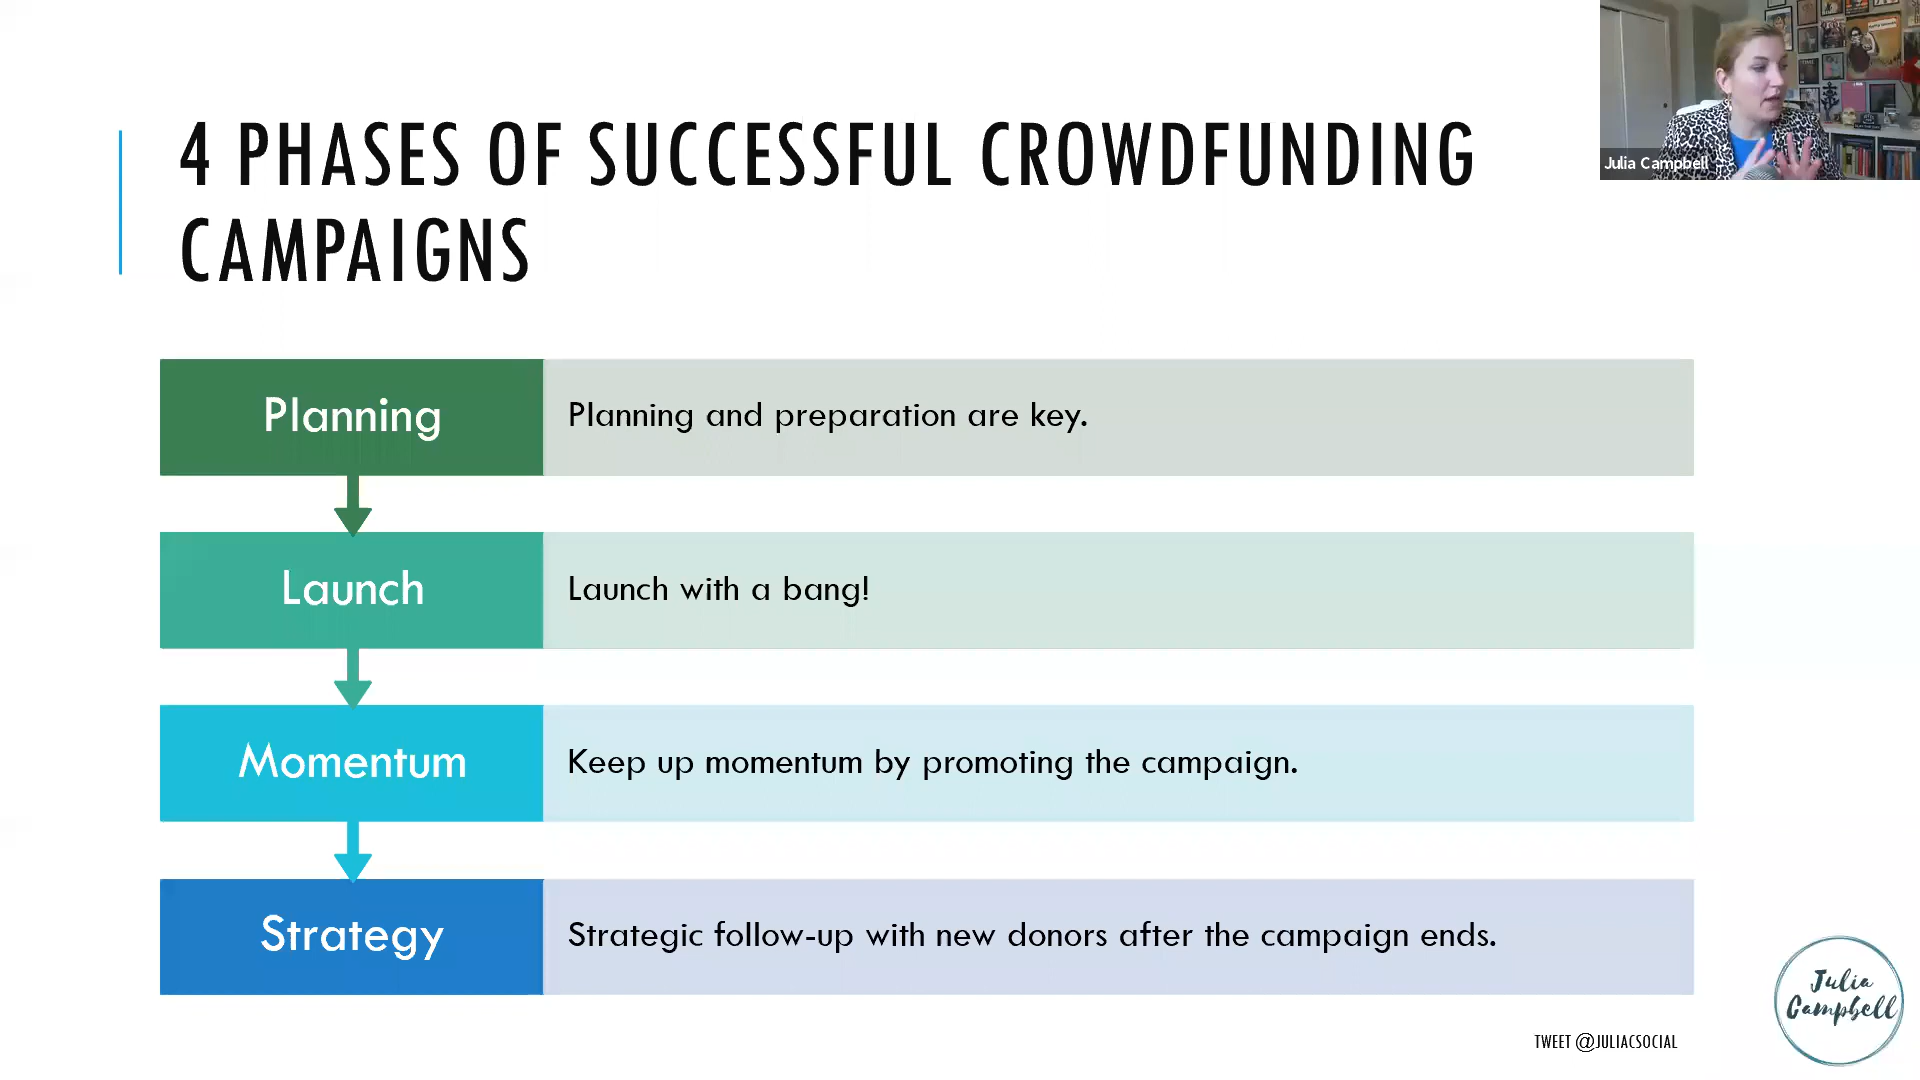 4 PHASES OF SUCCESSFUL CROWDFUNDING
CAMPAIGNS
Julia Campbell
Planning
Planning and preparation are key.
Launch
Launch with a bang!
Momentum
Keep up momentum by promoting the campaign.
Strategy
Strategic follow-up with new donors after the campaign ends.
Julia
Campbell
TWEET @JULIACSOCIAL